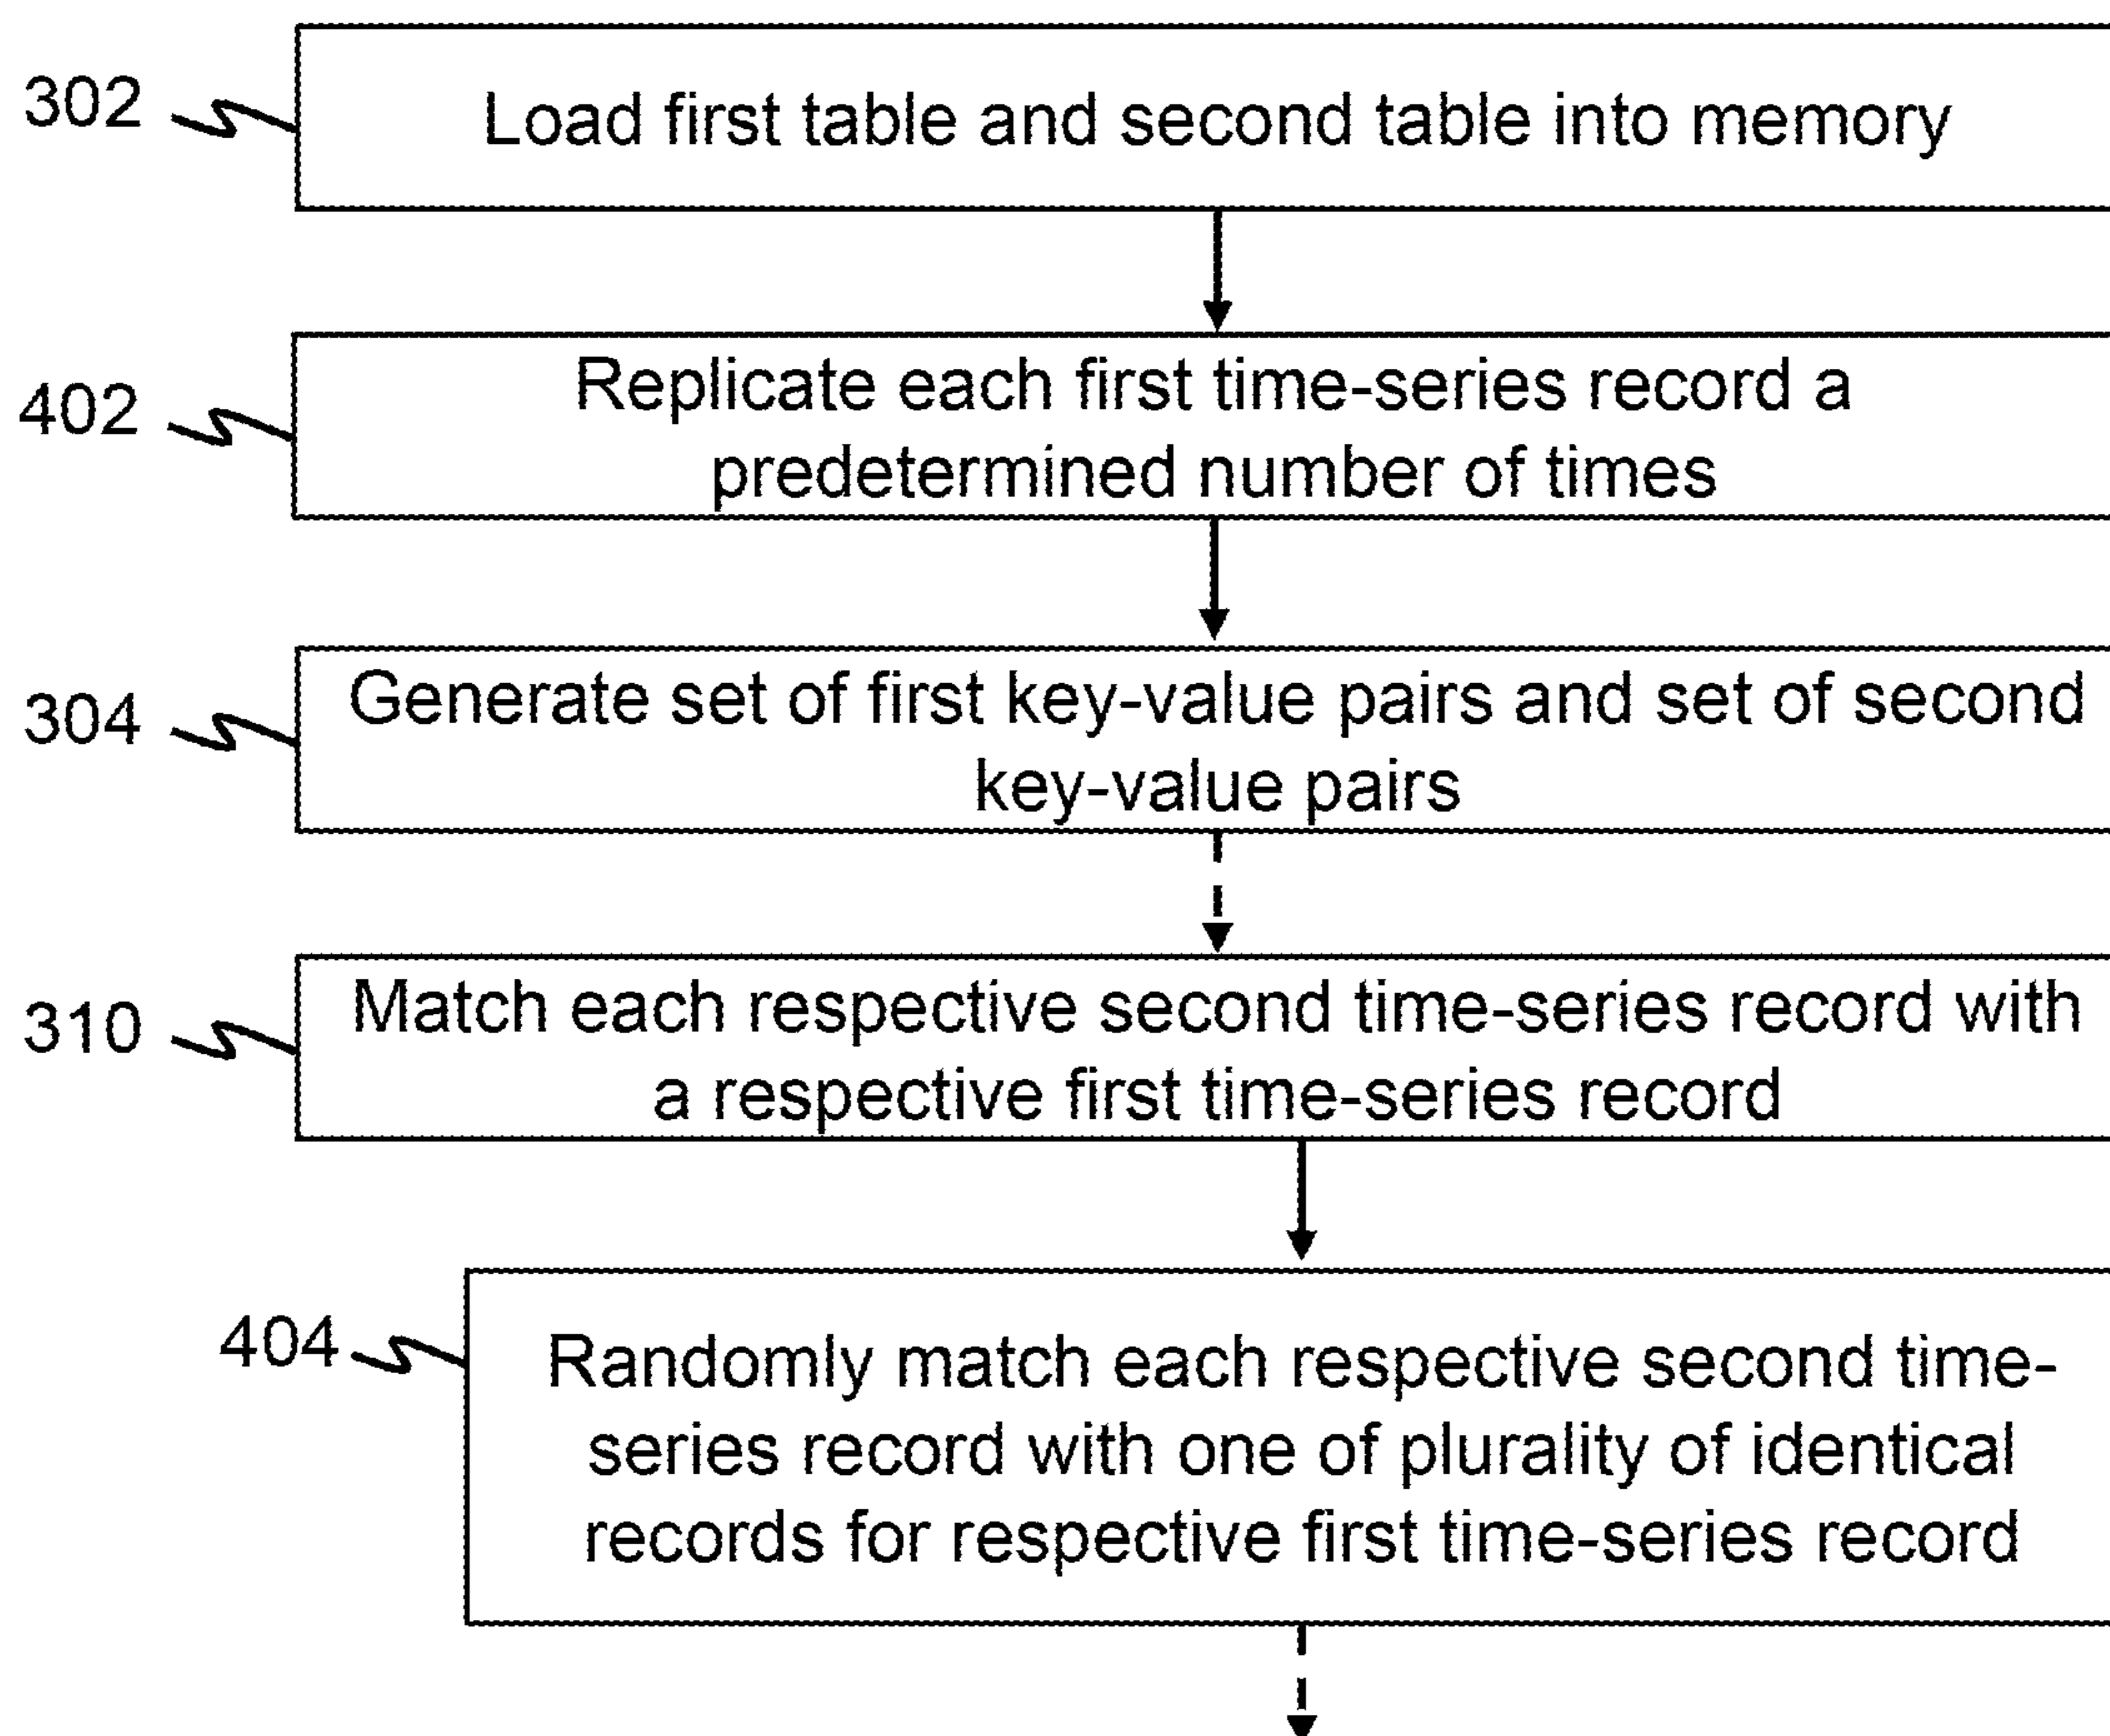 302
Load first table and second table into memory
402
Replicate each first time-series record a
predetermined number of times
304
Generate set of first key-value pairs and set of second
key-value pairs
310
Match each respective second time-series record with
a respective first time-series record
404
Randomly match each respective second time-
series record with one of plurality of identical
records for respective first time-series record